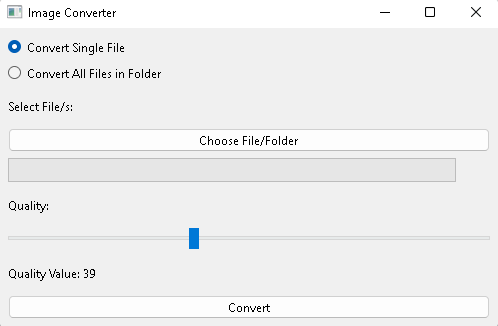 Image Converter
Convert Single File
Convert All Files in Folder
Select File/s:
Choose File/Folder
Quality:
Quality Value: 39
Convert